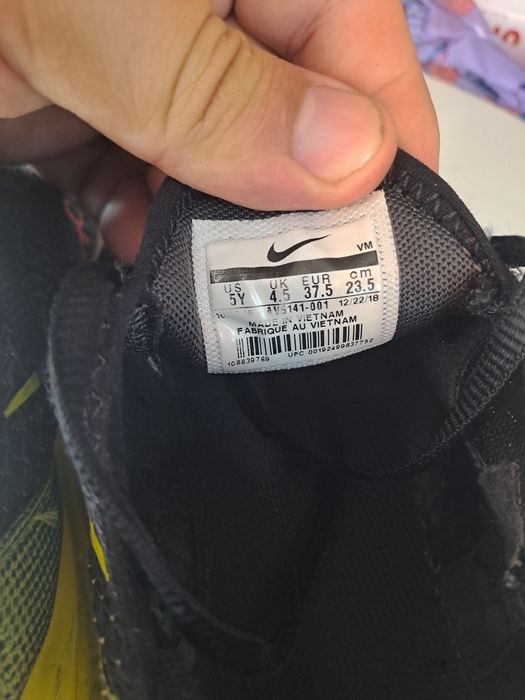 VM
US UK EUR cm
5Y 4.5 37.5 23.5
AV5141-001 12/22/18
MADE IN VIETNAM
FABRIQUE AU VIETNAM
108839769 UPC 00192499837752